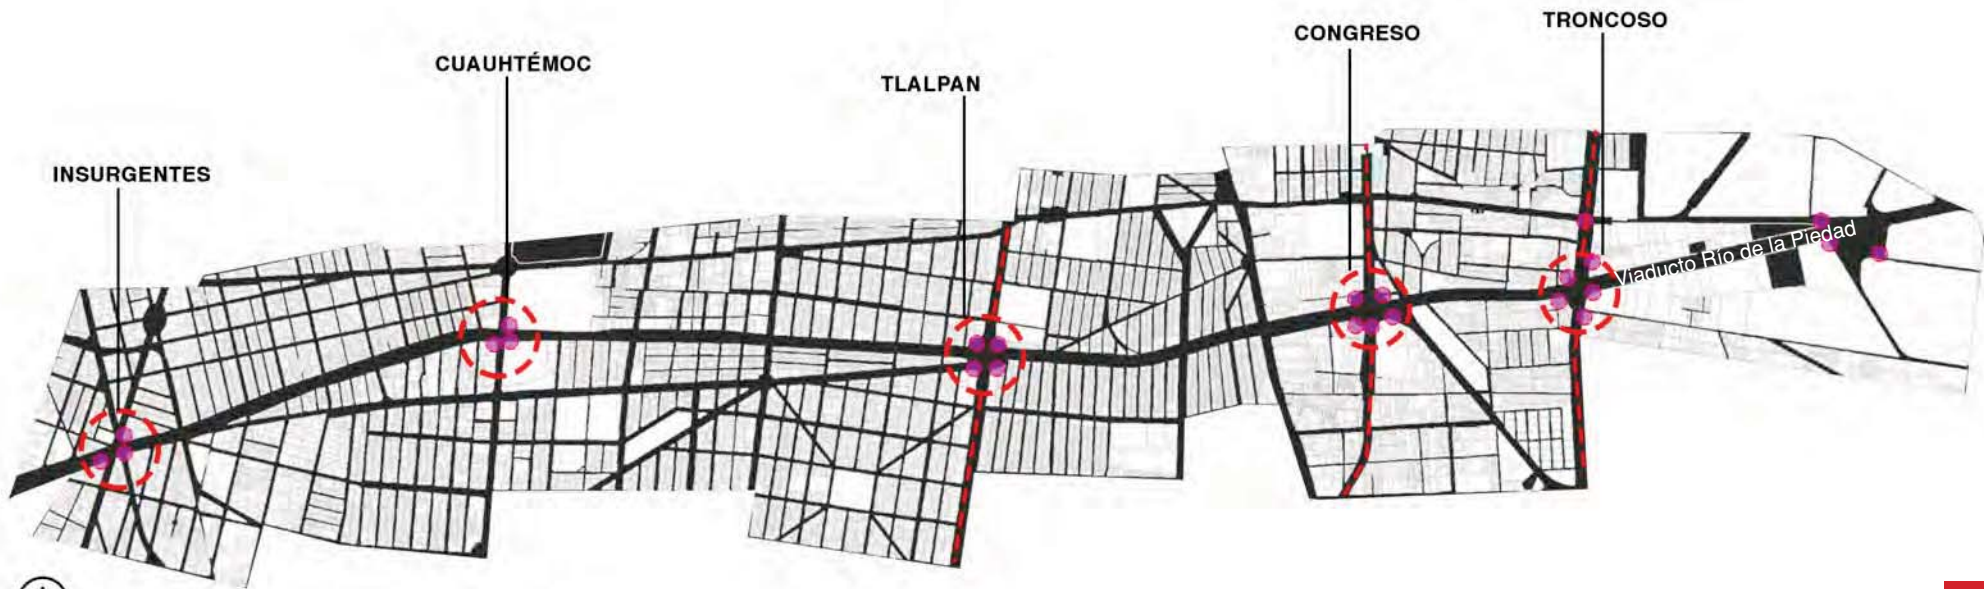 TRONCOSO
CONGRESO
CUAUHTÉMOC
TLALPAN
INSURGENTES
Viaducto Río de la Piedad